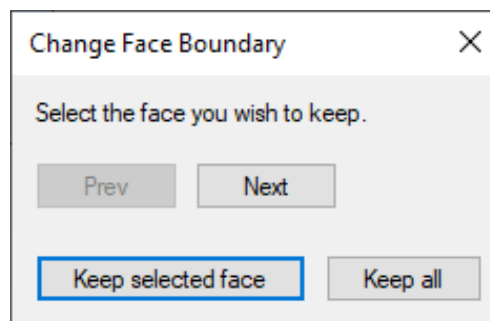 Change Face Boundary
Select the face you wish to keep.
Prev Next
Keep selected face Keep all